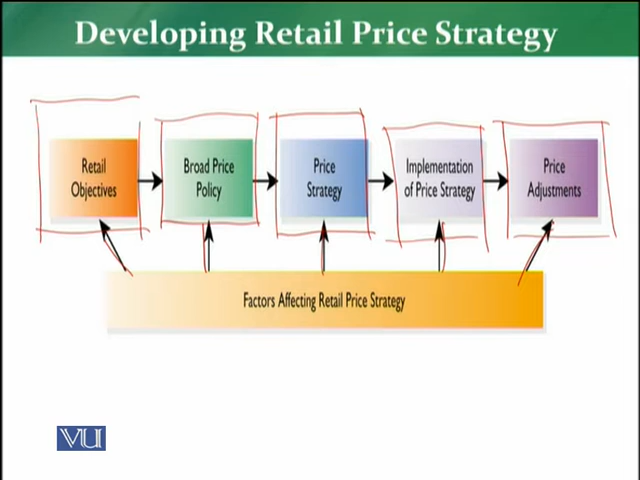 Developing Retail Price Strategy
Retail
Objectives
Broad Price
Policy
Price
Strategy
Implementation
of Price Strategy
Price
Adjustments
Factors Affecting Retail Price Strategy
VU